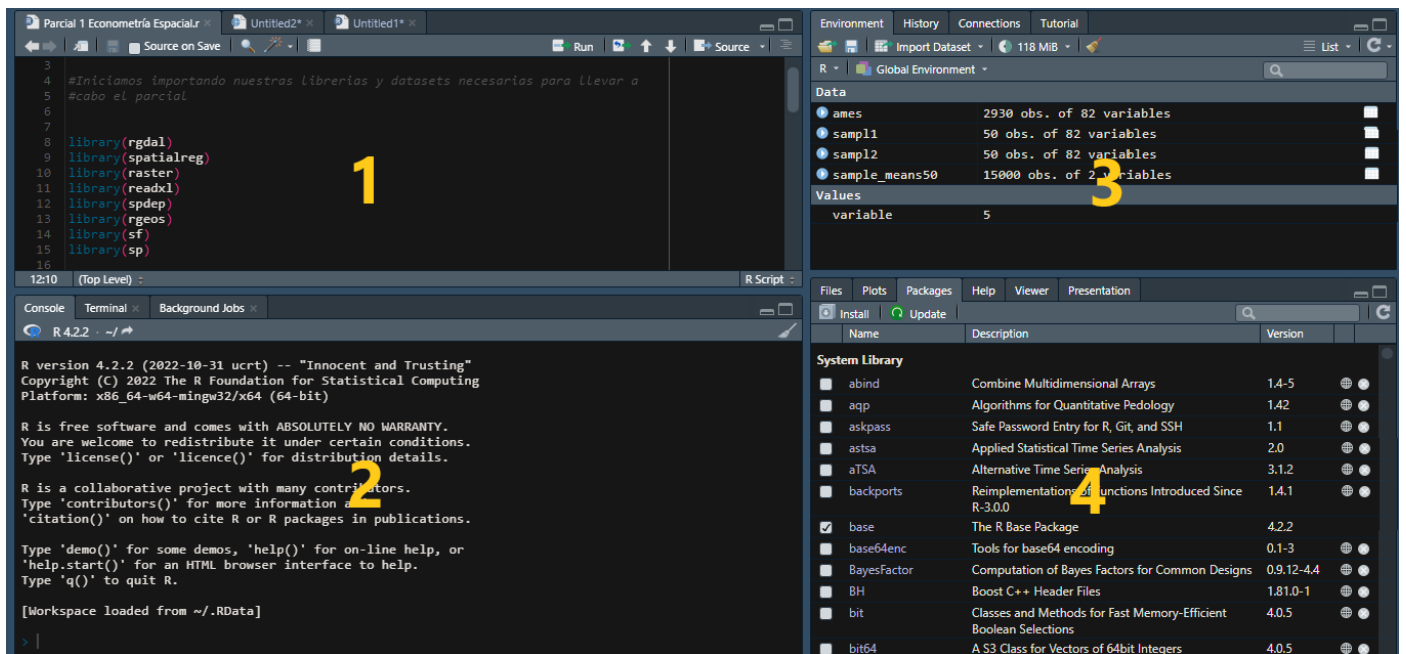 Parcial 1 Econometría Espacial.r
Untitled2*
Untitled1*
Source on Save
Run
Source
3
4 #Iniciamos importando nuestras librerias y datasets necesarias para llevar a
5 #cabo el parcial
6
7
8 library(rgdal)
9 library(spatialreg)
10 library(raster)
11 library(readxl)
12 library(spdep)
13 library(rgeos)
14 library(sf)
15 library(sp)
16
1
12:10 (Top Level) R Script
Console Terminal Background Jobs
R 4.2.2 · ~/
R version 4.2.2 (2022-10-31 ucrt) -- "Innocent and Trusting"
Copyright (C) 2022 The R Foundation for Statistical Computing
Platform: x86_64-w64-mingw32/x64 (64-bit)
R is free software and comes with ABSOLUTELY NO WARRANTY.
You are welcome to redistribute it under certain conditions.
Type 'license()' or 'licence()' for distribution details.
R is a collaborative project with many contributors.
Type 'contributors()' for more information a
'citation()' on how to cite R or R packages in publications.
Type 'demo()' for some demos, 'help()' for on-line help, or
'help.start()' for an HTML browser interface to help.
Type 'q()' to quit R.
[Workspace loaded from ~/.RData]
>
2
Environment History Connections Tutorial
Import Dataset 118 MiB List
R Global Environment
Data
ames 2930 obs. of 82 variables
sampl1 50 obs. of 82 variables
sampl2 50 obs. of 82 variables
sample_means50 15000 obs. of 2 variables
Values
variable 5
3
Files Plots Packages Help Viewer Presentation
Install Update
Name Description Version
System Library
abind Combine Multidimensional Arrays 1.4-5
aqp Algorithms for Quantitative Pedology 1.42
askpass Safe Password Entry for R, Git, and SSH 1.1
astsa Applied Statistical Time Series Analysis 2.0
aTSA Alternative Time Series Analysis 3.1.2
backports Reimplementations of Functions Introduced Since 1.4.1
R-3.0.0
base The R Base Package 4.2.2
base64enc Tools for base64 encoding 0.1-3
BayesFactor Computation of Bayes Factors for Common Designs 0.9.12-4.4
BH Boost C++ Header Files 1.81.0-1
bit Classes and Methods for Fast Memory-Efficient 4.0.5
Boolean Selections
bit64 A S3 Class for Vectors of 64bit Integers 4.0.5
4